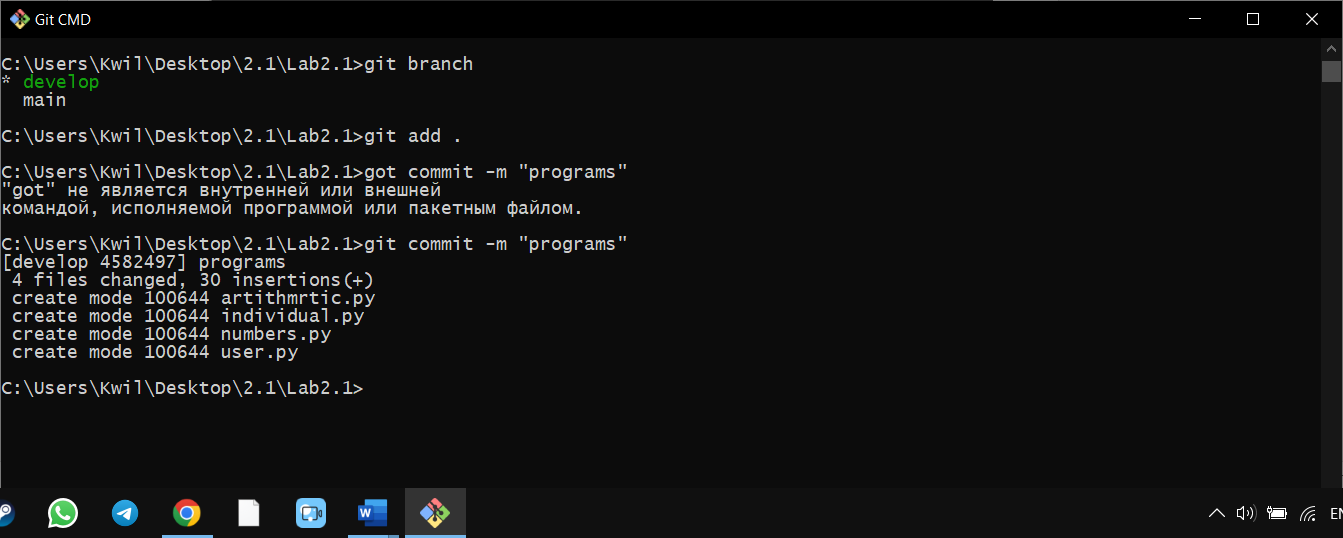 Git CMD
C:\Users\Kwil\Desktop\2.1\Lab2.1>git branch
* develop
  main
C:\Users\Kwil\Desktop\2.1\Lab2.1>git add .
C:\Users\Kwil\Desktop\2.1\Lab2.1>got commit -m "programs"
"got" не является внутренней или внешней
командой, исполняемой программой или пакетным файлом.
C:\Users\Kwil\Desktop\2.1\Lab2.1>git commit -m "programs"
[develop 4582497] programs
 4 files changed, 30 insertions(+)
 create mode 100644 artithmrtic.py
 create mode 100644 individual.py
 create mode 100644 numbers.py
 create mode 100644 user.py
C:\Users\Kwil\Desktop\2.1\Lab2.1>
W
EN